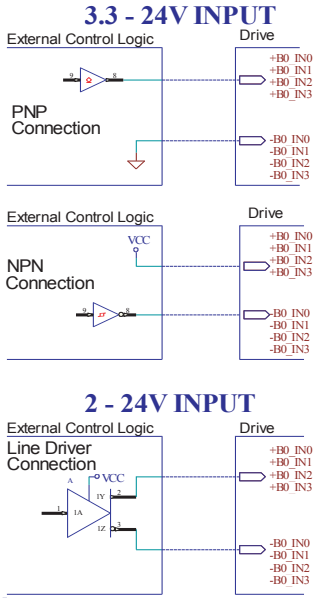 3.3 - 24V INPUT
External Control Logic
Drive
+B0_IN0
+B0_IN1
+B0_IN2
+B0_IN3
9
8
PNP
Connection
-B0_IN0
-B0_IN1
-B0_IN2
-B0_IN3
External Control Logic
Drive
VCC
+B0_IN0
+B0_IN1
+B0_IN2
+B0_IN3
NPN
Connection
9
8
-B0_IN0
-B0_IN1
-B0_IN2
-B0_IN3
2 - 24V INPUT
External Control Logic
Drive
Line Driver
Connection
+B0_IN0
+B0_IN1
+B0_IN2
+B0_IN3
A
VCC
1Y
2
1
1A
1Z
3
-B0_IN0
-B0_IN1
-B0_IN2
-B0_IN3